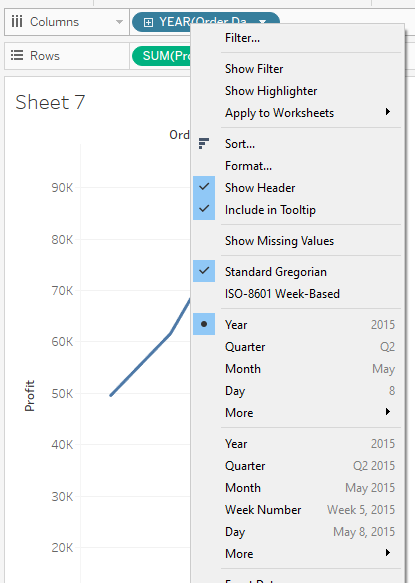 Columns
YEAR(Order Da..
Rows
SUM(Pro
Filter...
Show Filter
Show Highlighter
Apply to Worksheets
Sort...
Format...
Show Header
Include in Tooltip
Show Missing Values
Standard Gregorian
ISO-8601 Week-Based
Year 2015
Quarter Q2
Month May
Day 8
More
Year 2015
Quarter Q2 2015
Month May 2015
Week Number Week 5, 2015
Day May 8, 2015
More
Sheet 7
Ord
90K
80K
70K
60K
50K
40K
30K
20K
Profit